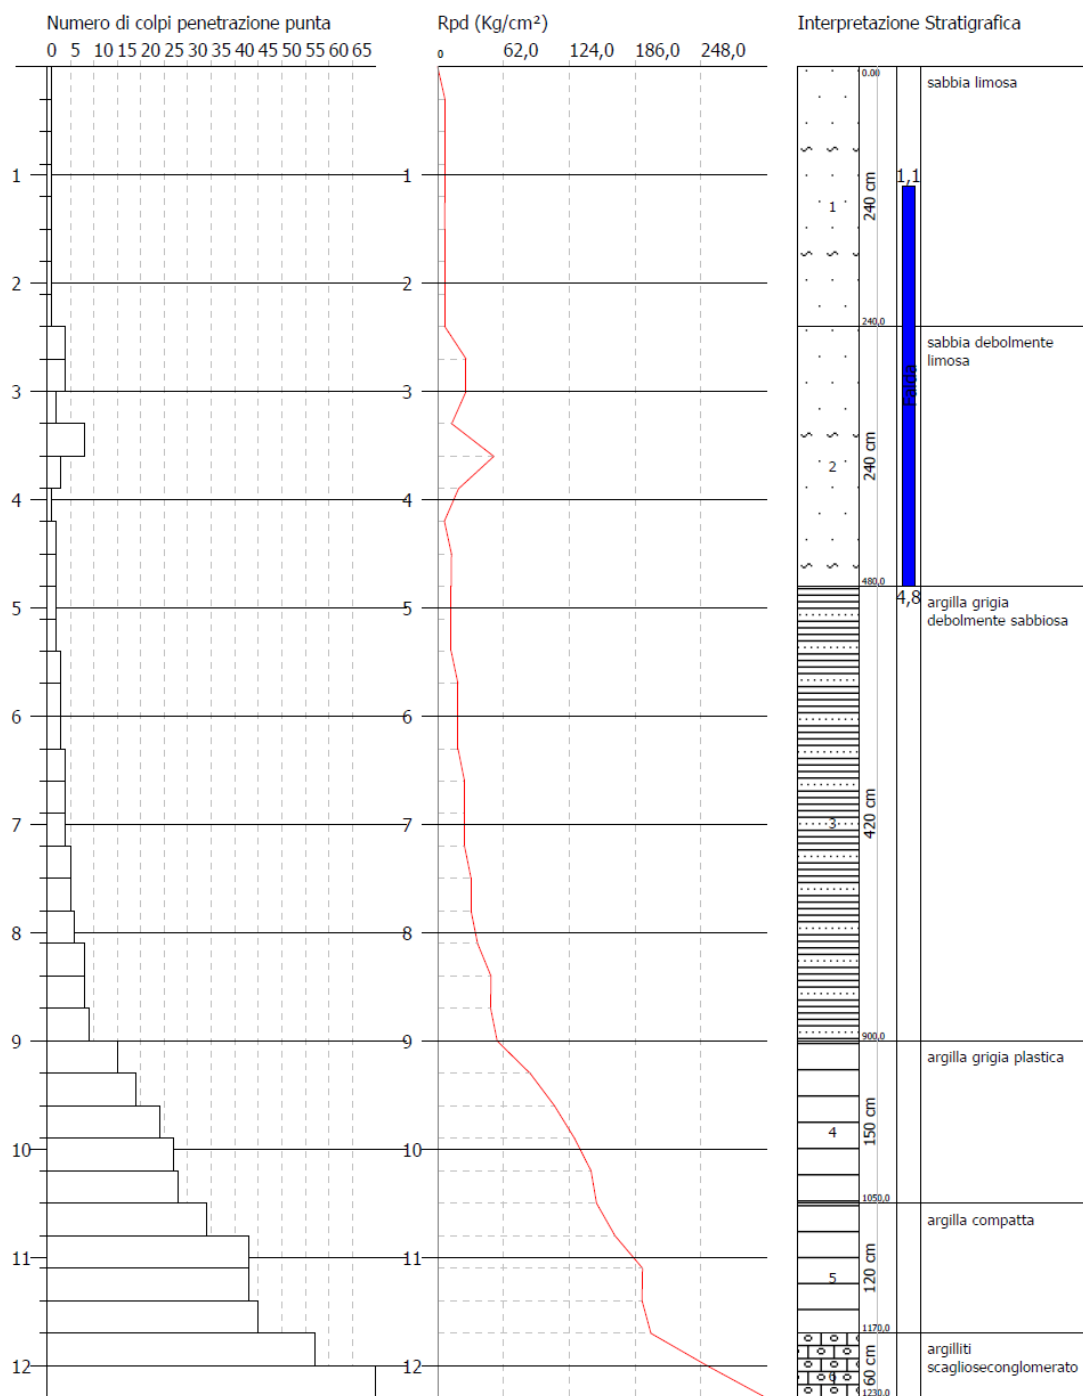 Numero di colpi penetrazione punta
Rpd (Kg/cm²)
Interpretazione Stratigrafica
0 5 10 15 20 25 30 35 40 45 50 55 60 65
0 62,0 124,0 186,0 248,0
0.00
sabbia limosa
1 1
1,1
1
240 cm
2 2
240,0
sabbia debolmente
limosa
3 3
Falda
2
240 cm
4 4
480,0
4,8
5 5
argilla grigia
debolmente sabbiosa
6 6
7 7
3
420 cm
8 8
9 9
900,0
argilla grigia plastica
4
150 cm
10 10
1050,0
argilla compatta
11 11
5
120 cm
1170,0
argilliti
scaglioseconglomerato
12 12
6
60 cm
1230,0